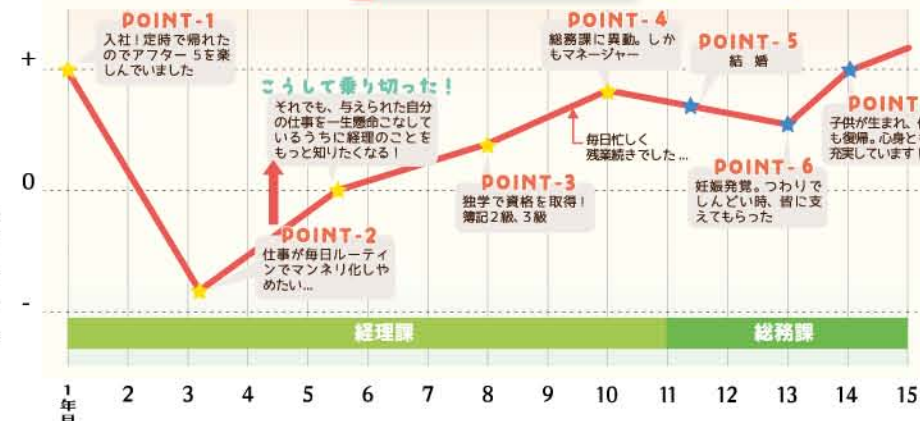 POINT-1
入社！定時で帰れた
のでアフター5を楽
しんでいました
こうして乗り切った！
それでも、与えられた自分
の仕事を一生懸命こなして
いるうちに経理のことを
もっと知りたくなる！
POINT-2
仕事が毎日ルーティ
ンでマンネリ化しや
めたい…
POINT-3
独学で資格を取得！
簿記2級、3級
POINT-4
総務課に異動。しか
もマネージャー
毎日忙しく
残業続きでした…
POINT-5
結 婚
POINT-6
妊娠発覚。つわりで
しんどい時、皆に支
えてもらった
POINT
子供が生まれ、
も復帰。心身と
充実しています
+
0
-
経理課
総務課
1年目 2 3 4 5 6 7 8 9 10 11 12 13 14 15